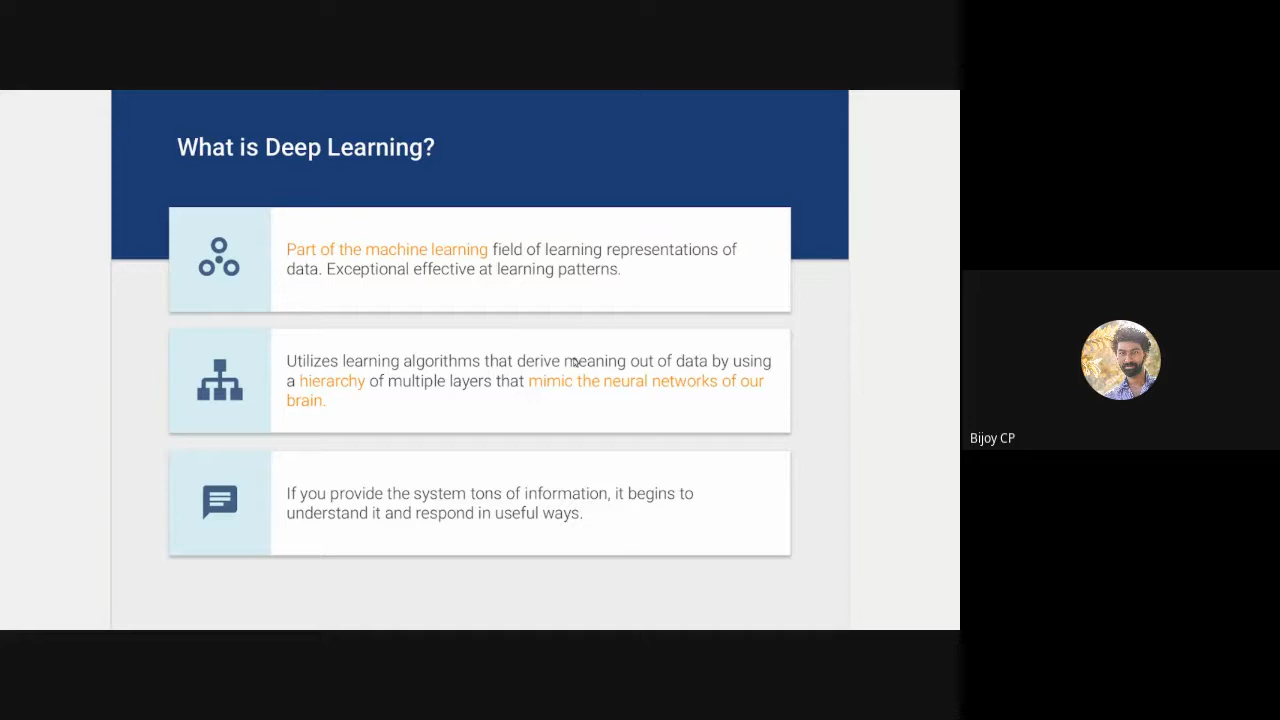 What is Deep Learning?
Part of the machine learning field of learning representations of
data. Exceptional effective at learning patterns.
Utilizes learning algorithms that derive meaning out of data by using
a hierarchy of multiple layers that mimic the neural networks of our
brain.
If you provide the system tons of information, it begins to
understand it and respond in useful ways.
Bijoy CP